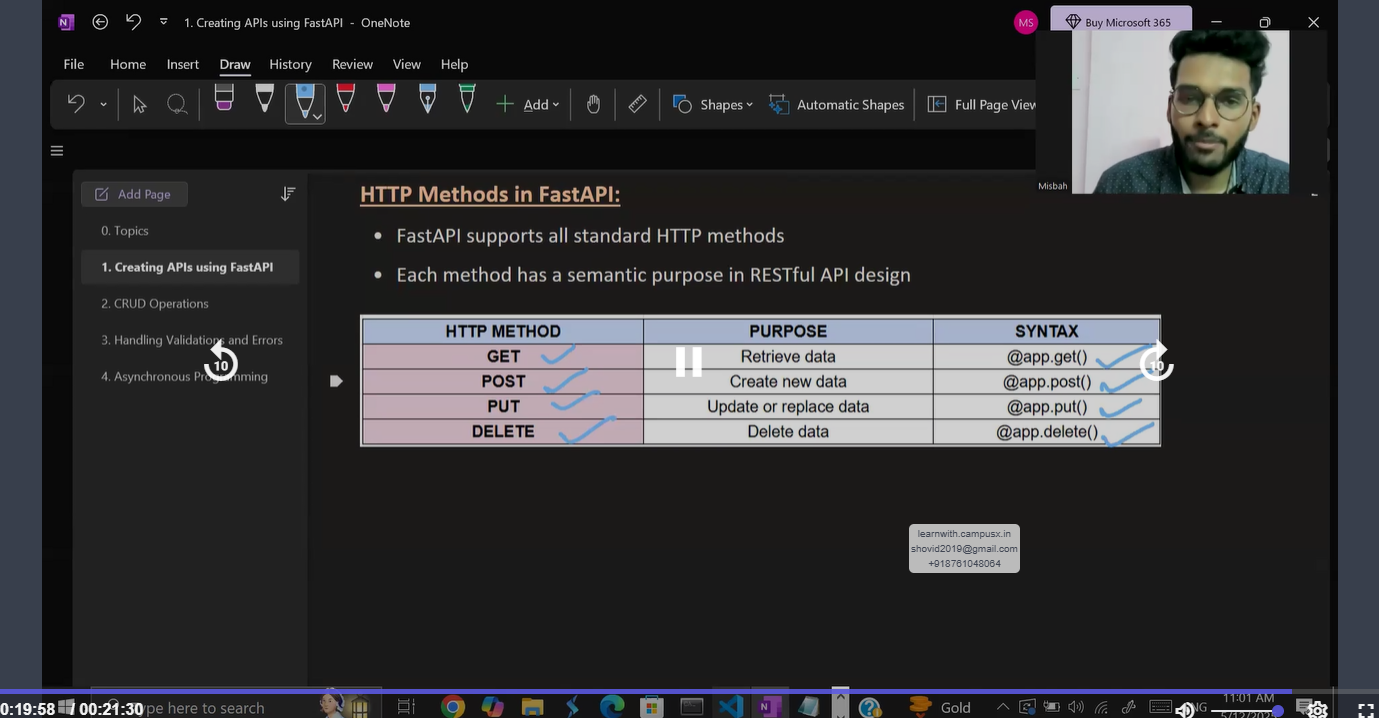 1. Creating APIs using FastAPI - OneNote
MS
Buy Microsoft 365
File Home Insert Draw History Review View Help
Add
Shapes
Automatic Shapes
Full Page View
Misbah
Add Page
0. Topics
1. Creating APIs using FastAPI
2. CRUD Operations
3. Handling Validations and Errors
4. Asynchronous Programming
HTTP Methods in FastAPI:
• FastAPI supports all standard HTTP methods
• Each method has a semantic purpose in RESTful API design
HTTP METHOD PURPOSE SYNTAX
GET Retrieve data @app.get()
POST Create new data @app.post()
PUT Update or replace data @app.put()
DELETE Delete data @app.delete()
10
10
learnwith.campusx.in
shovid2019@gmail.com
+918761048064
0:19:58 / 00:21:30
Type here to search
Gold
11:01 AM